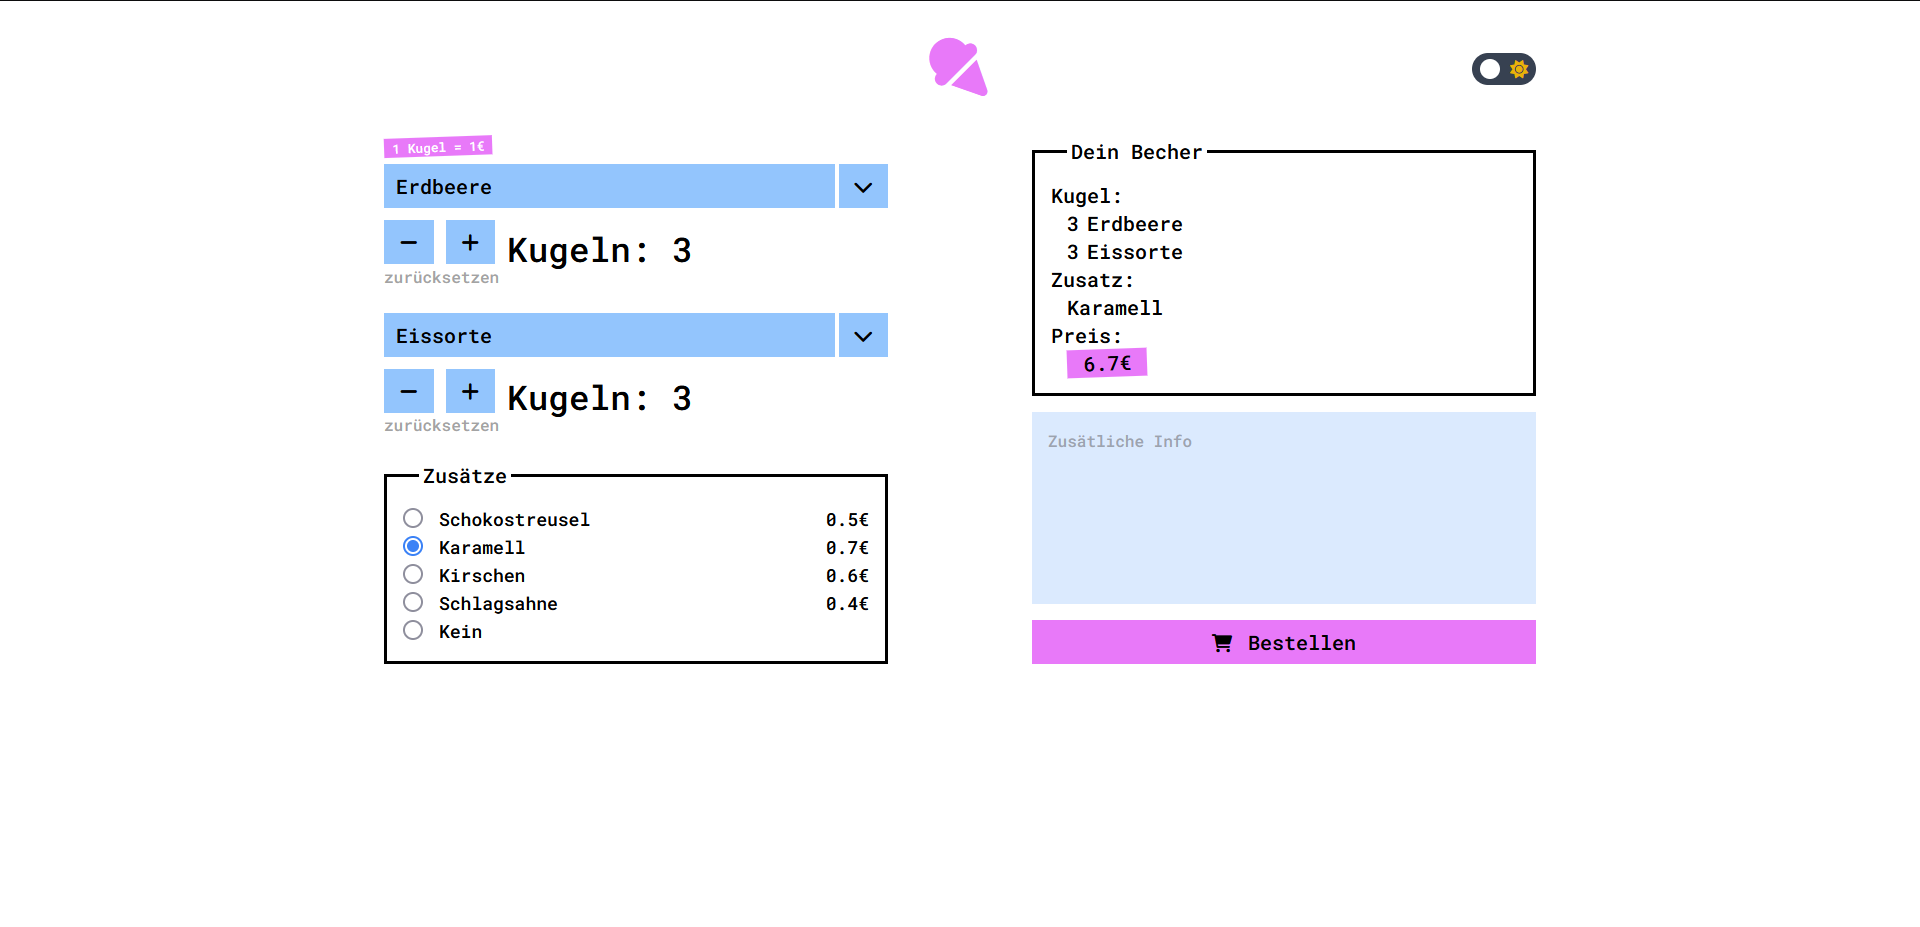 1 Kugel = 1€
Erdbeere
Kugeln: 3
zurücksetzen
Eissorte
Kugeln: 3
zurücksetzen
Zusätze
Schokostreusel 0.5€
Karamell 0.7€
Kirschen 0.6€
Schlagsahne 0.4€
Kein
Dein Becher
Kugel:
3 Erdbeere
3 Eissorte
Zusatz:
Karamell
Preis:
6.7€
Zusätliche Info
Bestellen